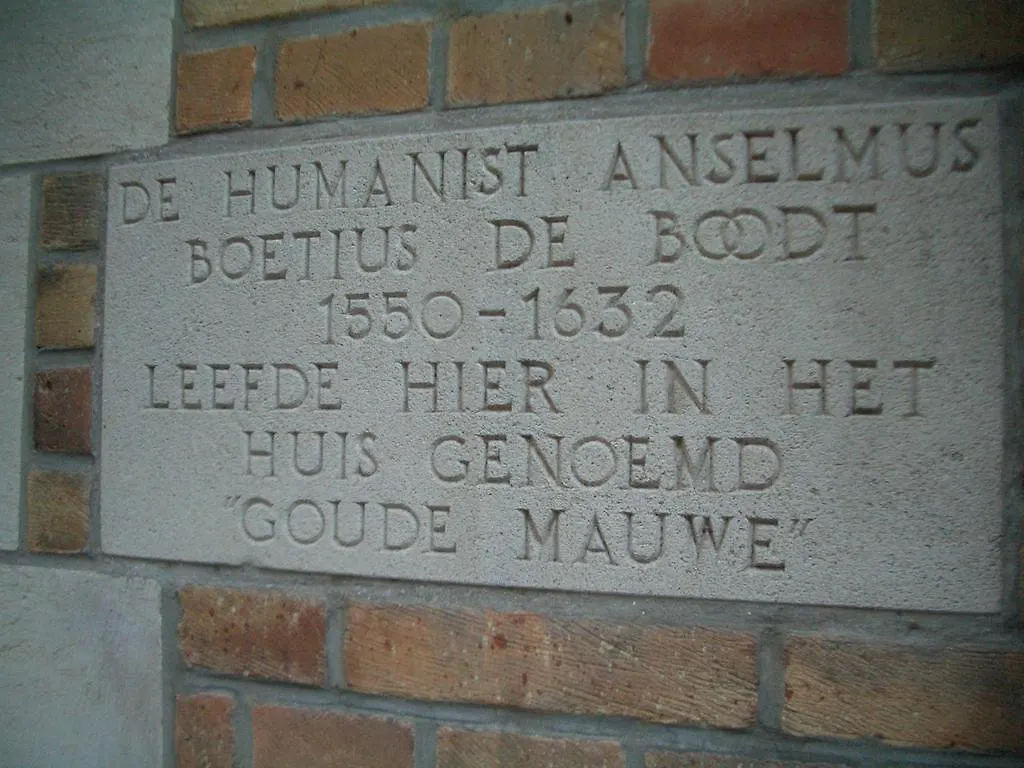 DE HUMANIST ANSELMUS
BOETIUS DE BOODT
1550-1632
LEEFDE HIER IN HET
HUIS GENOEMD
"GOUDE MAUWE"